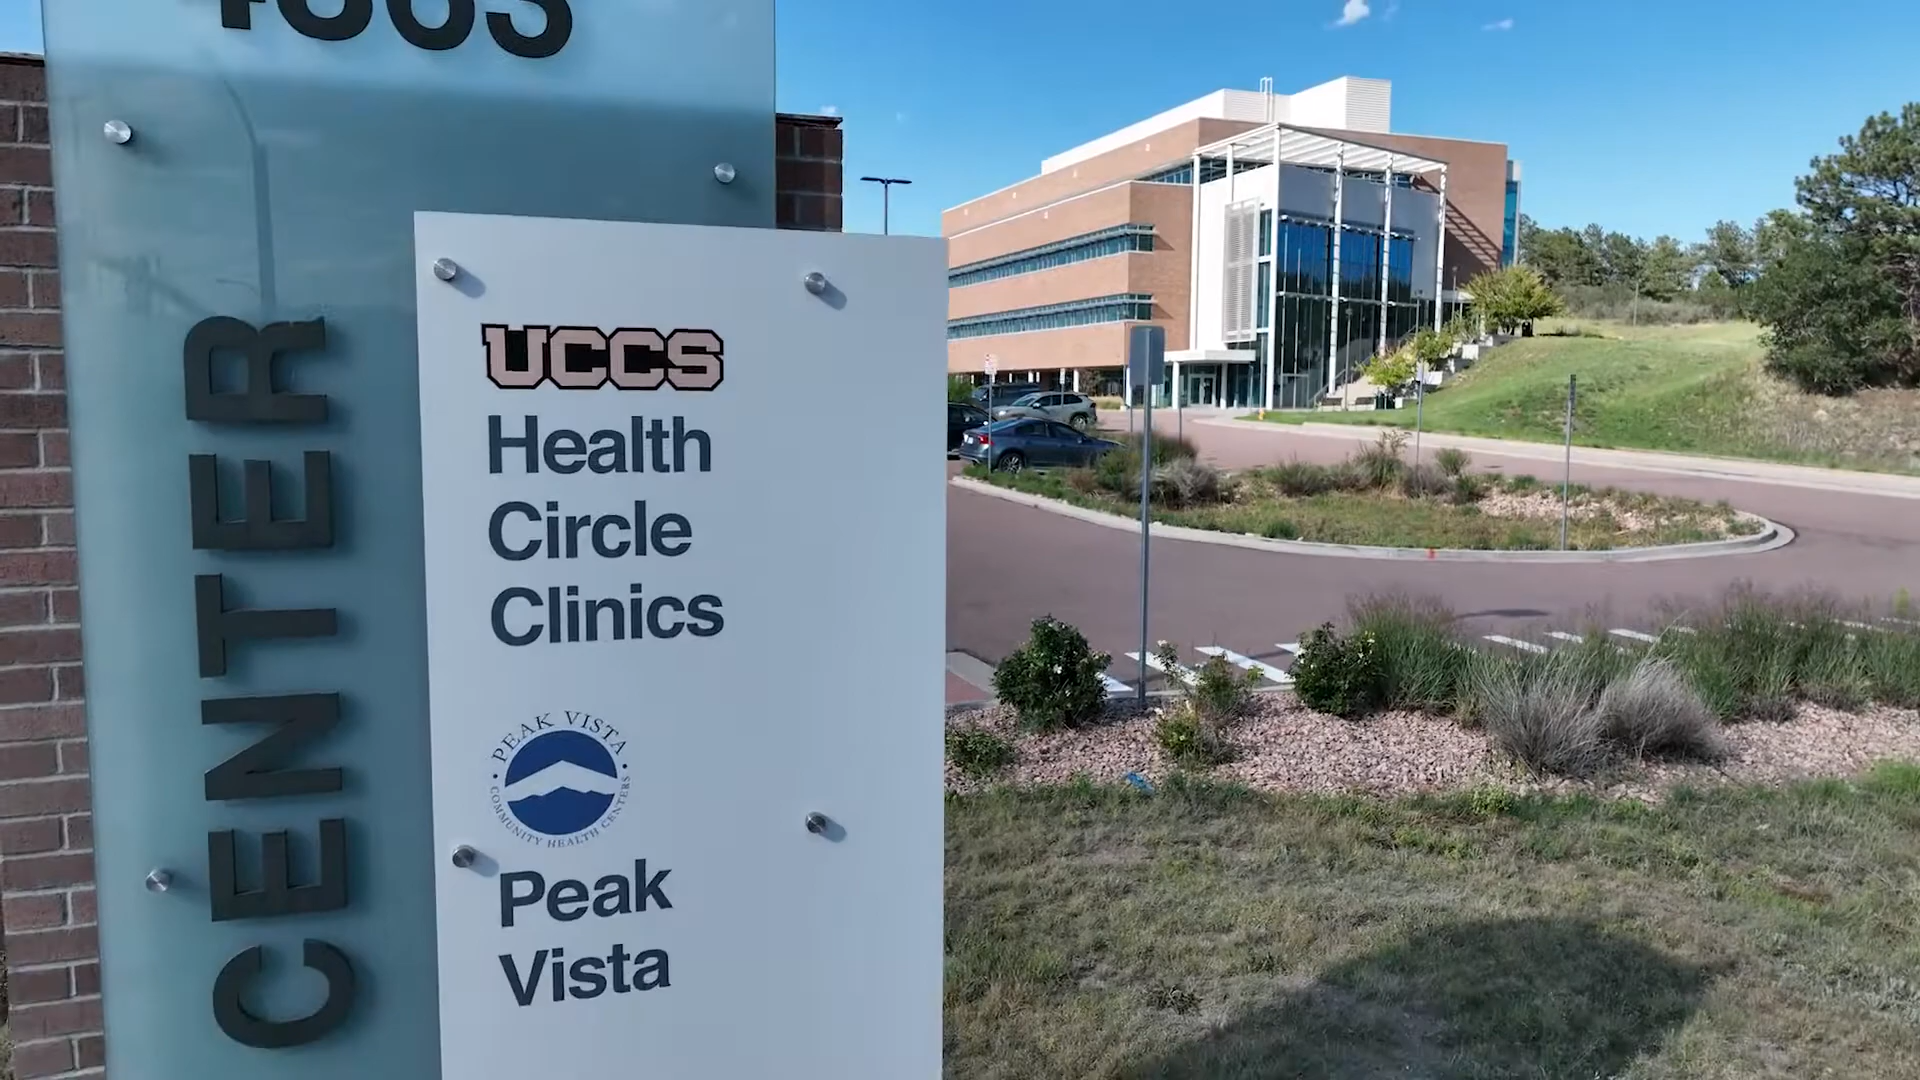 CENTER
UCCS
Health
Circle
Clinics
PEAK VISTA
COMMUNITY HEALTH CENTERS
Peak
Vista